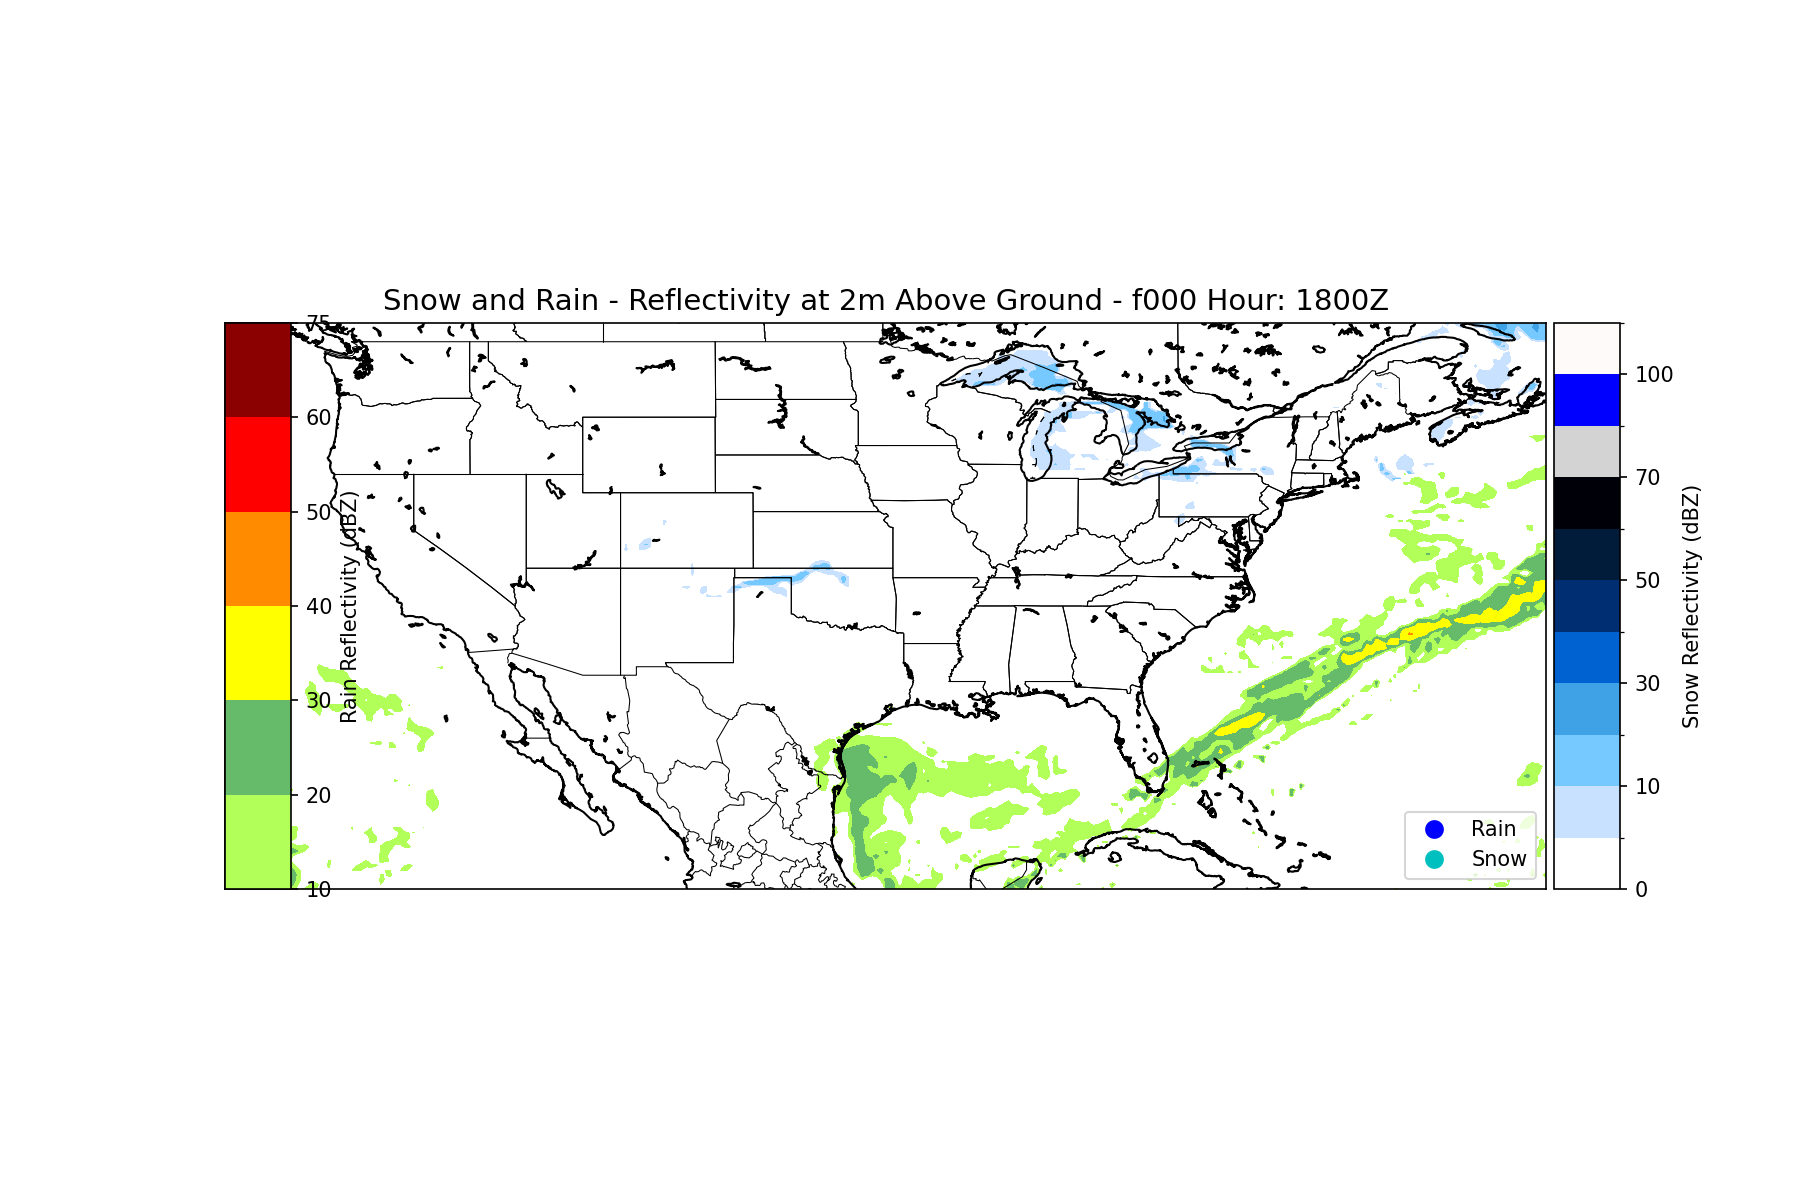 Snow and Rain - Reflectivity at 2m Above Ground - f000 Hour: 1800Z
75
60
50
40
30
20
10
Rain Reflectivity (dBZ)
Rain
Snow
100
70
50
30
10
0
Snow Reflectivity (dBZ)